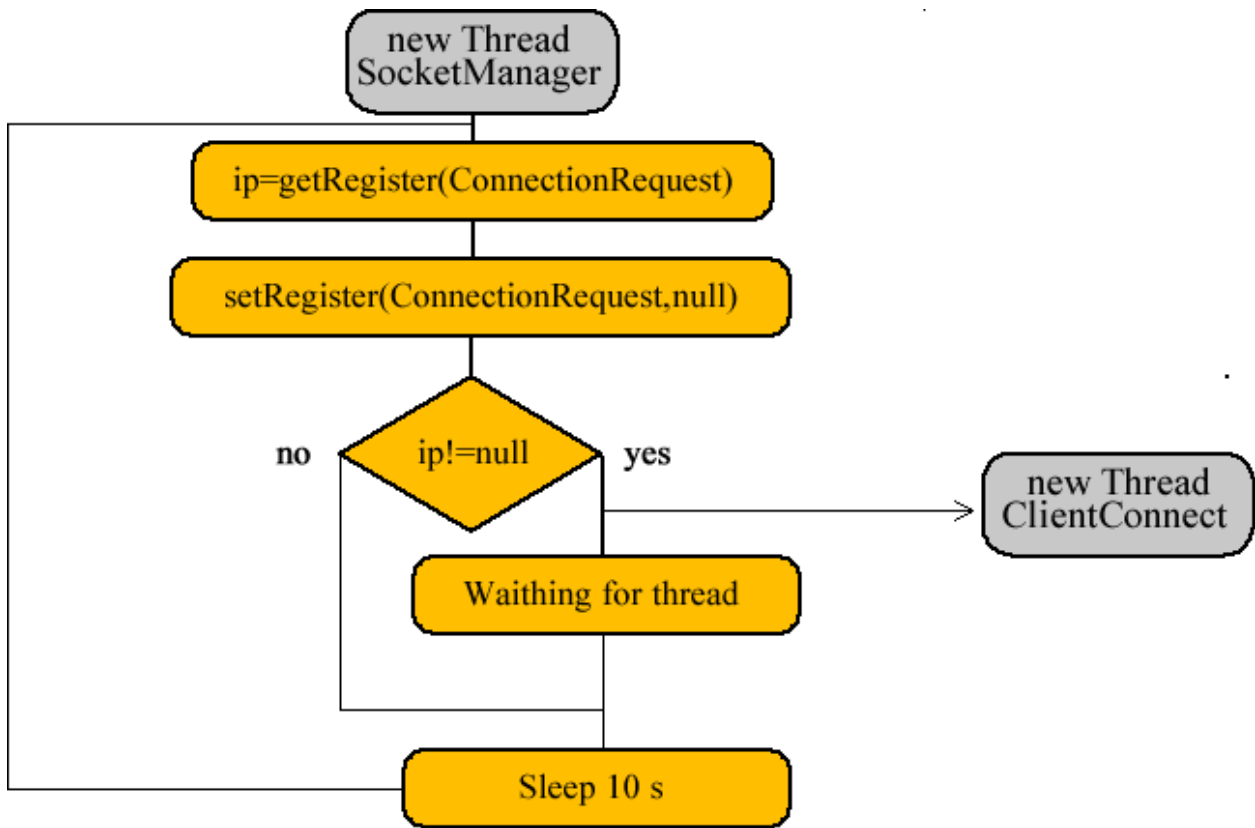 new Thread
SocketManager
ip=getRegister(ConnectionRequest)
setRegister(ConnectionRequest,null)
no
ip!=null
yes
new Thread
ClientConnect
Waithing for thread
Sleep 10 s